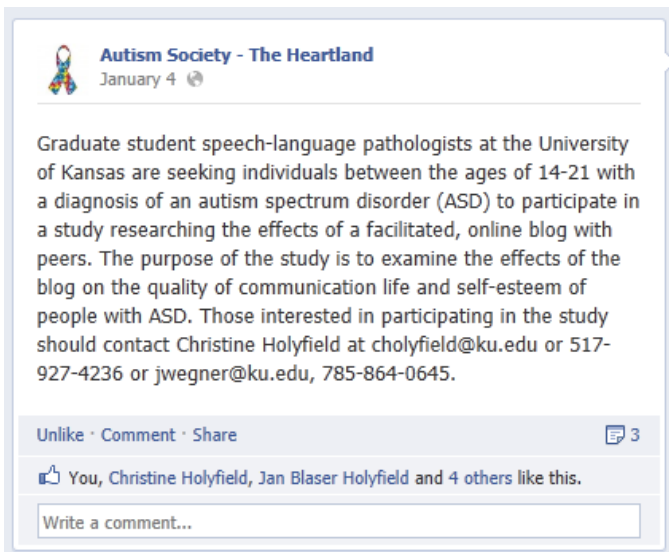 Autism Society - The Heartland
January 4
Graduate student speech-language pathologists at the University
of Kansas are seeking individuals between the ages of 14-21 with
a diagnosis of an autism spectrum disorder (ASD) to participate in
a study researching the effects of a facilitated, online blog with
peers. The purpose of the study is to examine the effects of the
blog on the quality of communication life and self-esteem of
people with ASD. Those interested in participating in the study
should contact Christine Holyfield at cholyfield@ku.edu or 517-
927-4236 or jwegner@ku.edu, 785-864-0645.
Unlike · Comment · Share 3
You, Christine Holyfield, Jan Blaser Holyfield and 4 others like this.
Write a comment...